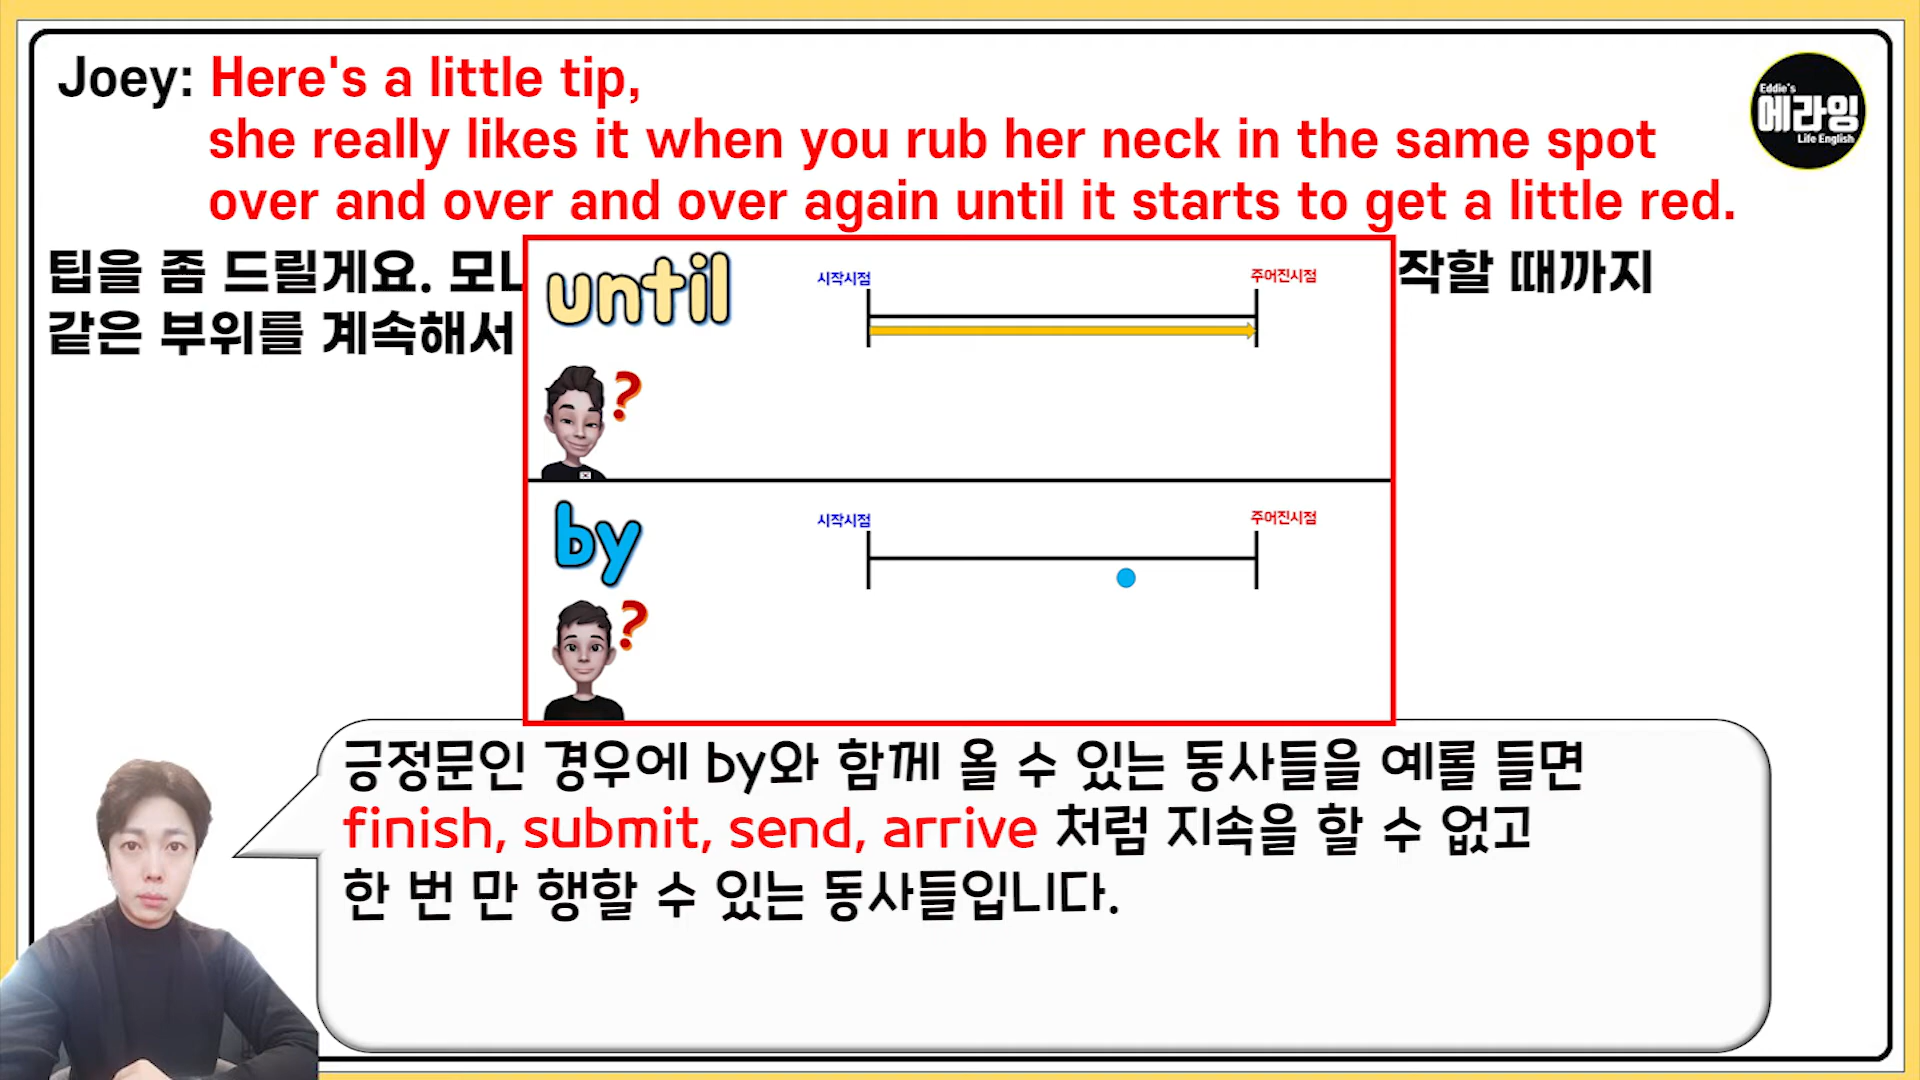 Joey: Here's a little tip,
she really likes it when you rub her neck in the same spot
over and over and over again until it starts to get a little red.
Eddie's
에라잉
Life English
팁을 좀 드릴게요. 모니 작할 때까지
같은 부위를 계속해서
until
시작시점
주어진시점
?
by
시작시점
주어진시점
?
긍정문인 경우에 by와 함께 올 수 있는 동사들을 예롤 들면
finish, submit, send, arrive 처럼 지속을 할 수 없고
한 번 만 행할 수 있는 동사들입니다.